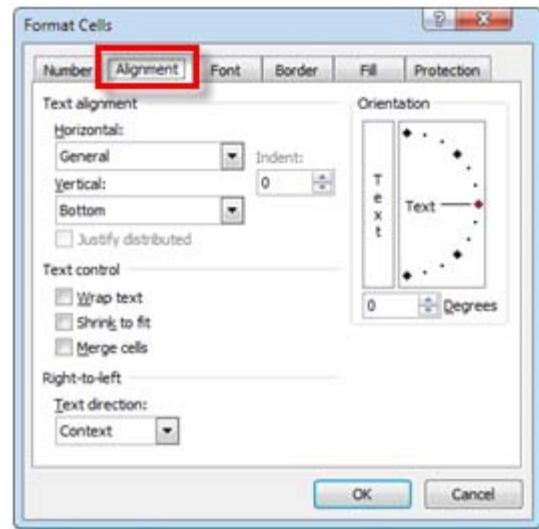 Format Cells
?
Number Alignment Font Border Fill Protection
Text alignment
Horizontal:
General
Indent:
Vertical:
0
Bottom
Justify distributed
Text control
Wrap text
Shrink to fit
Merge cells
Right-to-left
Text direction:
Context
Orientation
Text
Text
0 Degrees
OK Cancel